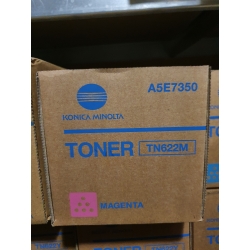 A5E7350
KONICA MINOLTA
TONER TN622M
MAGENTA